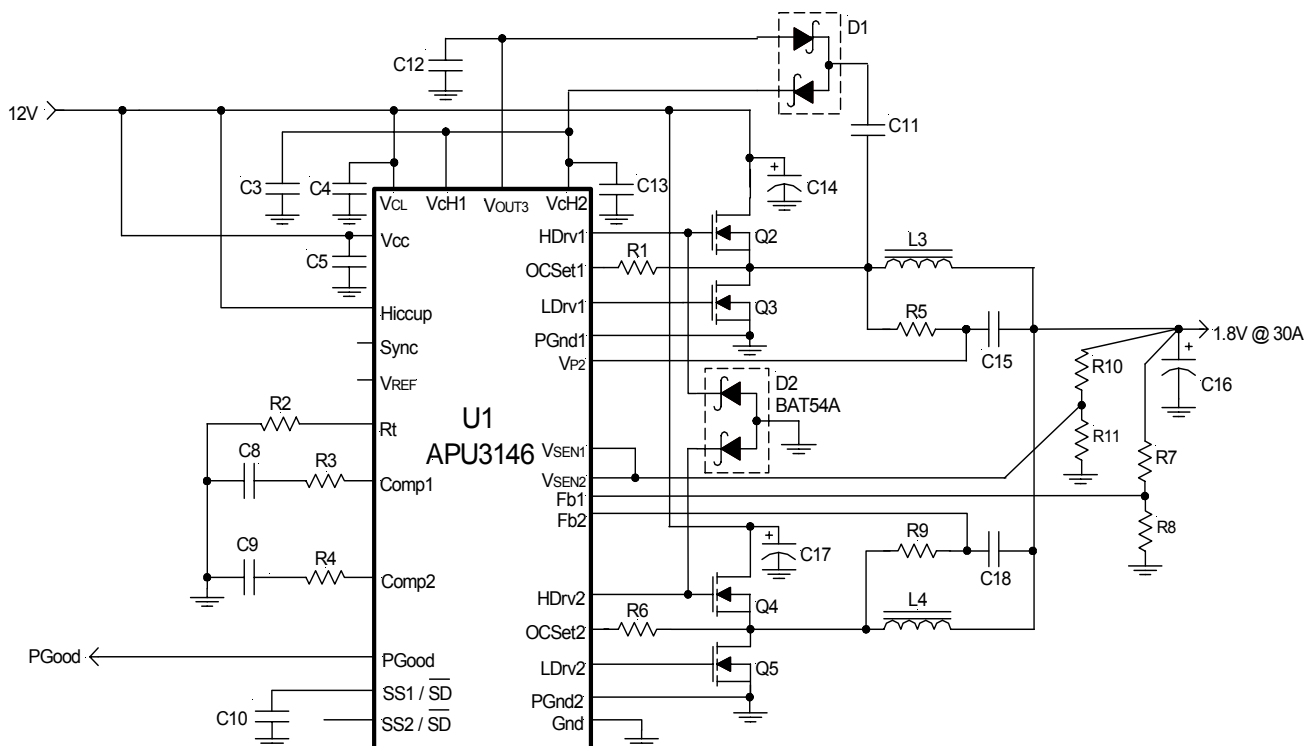 D1
C12
12V
C11
C3
C4
C13
C14
VCL
VcH1
VOUT3
VcH2
Vcc
HDrv1
Q2
C5
R1
L3
OCSet1
Hiccup
LDrv1
Q3
R5
1.8V @ 30A
Sync
PGnd1
C15
VP2
R10
C16
VREF
D2
BAT54A
R2
U1
Rt
APU3146
R11
C8
R3
VSEN1
R7
Comp1
VSEN2
Fb1
Fb2
R8
R9
C9
R4
C17
C18
Comp2
HDrv2
Q4
L4
R6
OCSet2
PGood
PGood
LDrv2
Q5
SS1 / SD
PGnd2
C10
SS2 / SD
Gnd